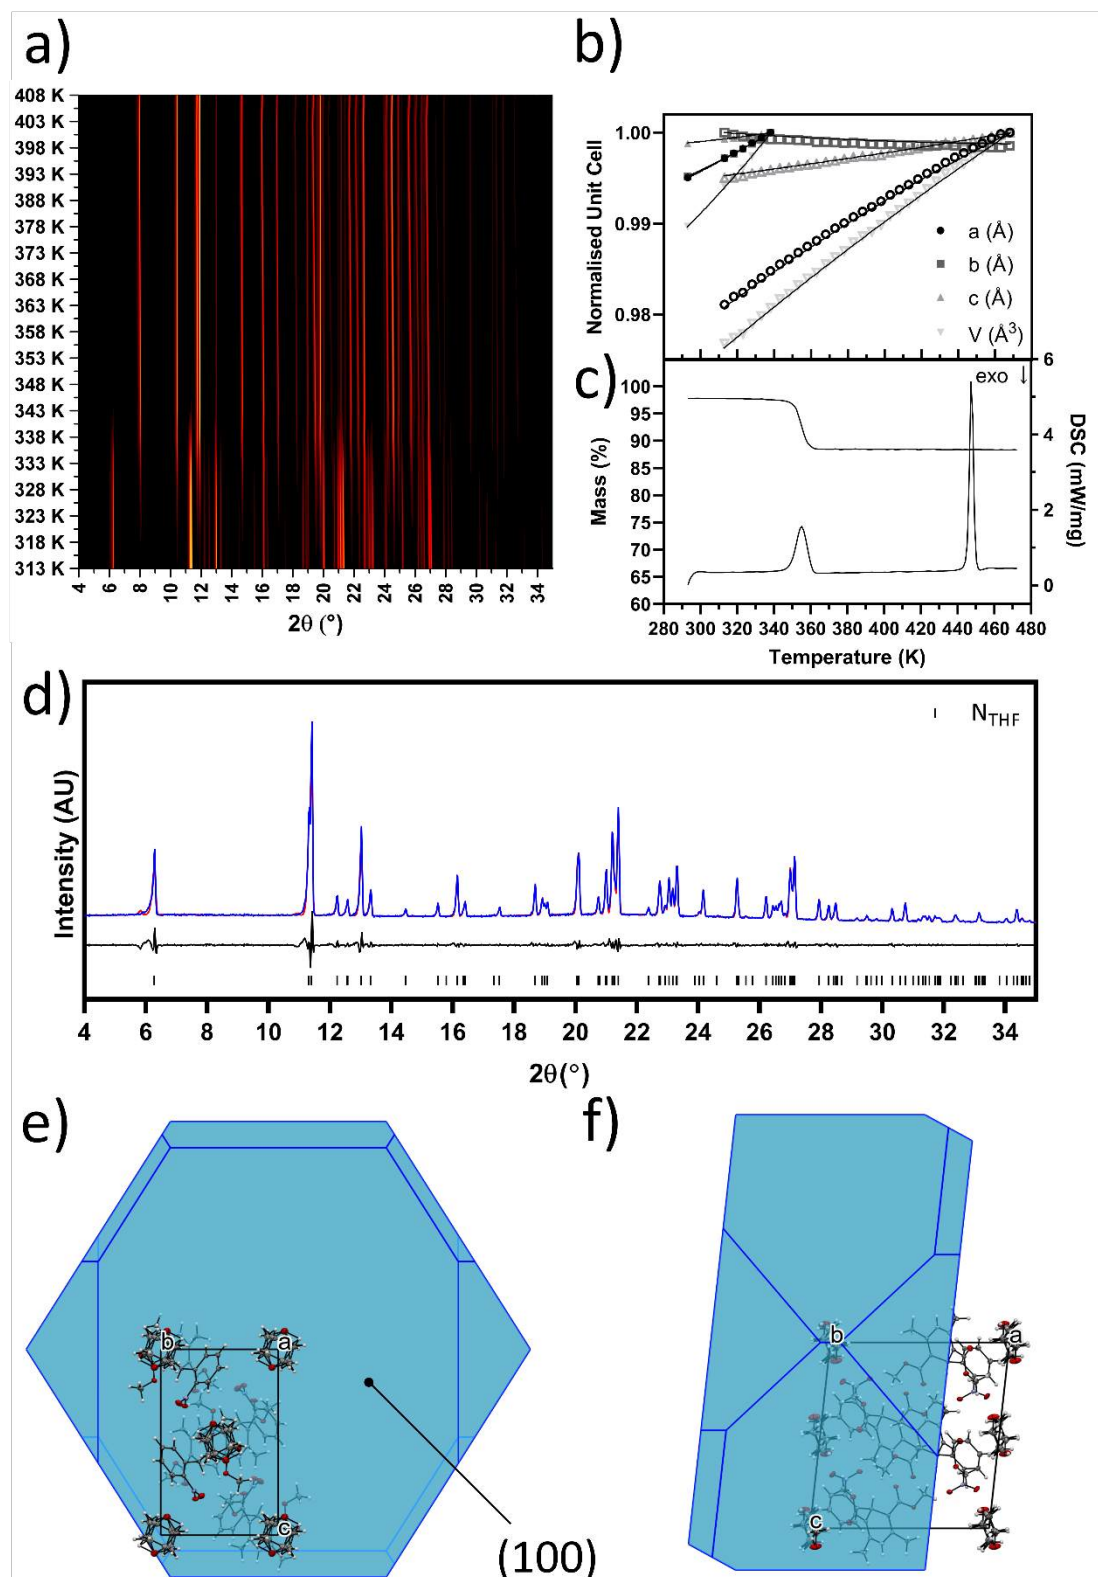 a)
408 K
403 K
398 K
393 K
388 K
378 K
373 K
368 K
363 K
358 K
353 K
348 K
343 K
338 K
333 K
328 K
323 K
318 K
313 K
4 6 8 10 12 14 16 18 20 22 24 26 28 30 32 34
2θ (°)
b)
Normalised Unit Cell
1.00
0.99
0.98
a (Å)
b (Å)
c (Å)
V (Å³)
c)
exo ↓
Mass (%)
100
95
90
85
80
75
70
65
60
6
4
2
0
DSC (mW/mg)
280 320 360 400 440 480
300 340 380 420 460
Temperature (K)
d)
N_THF
Intensity (AU)
4 6 8 10 12 14 16 18 20 22 24 26 28 30 32 34
2θ(°)
e)
b a
c
(100)
f)
b a
c